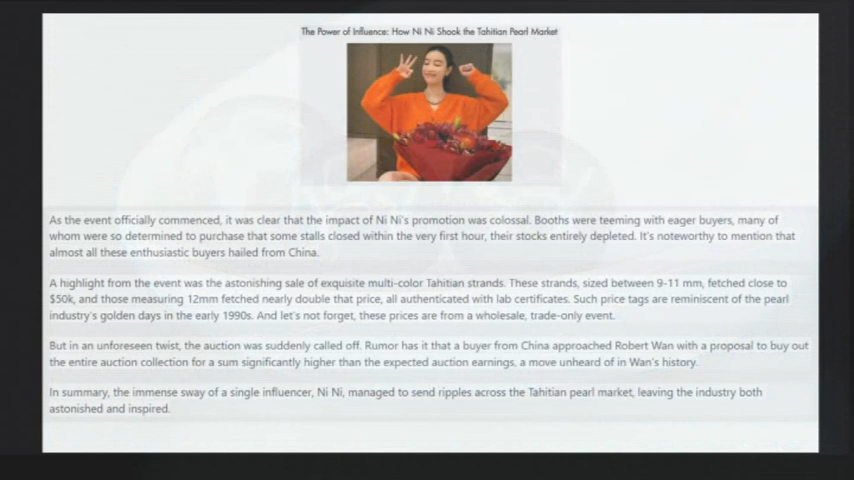 The Power of Influence: How Ni Ni Shook the Tahitian Pearl Market
As the event officially commenced, it was clear that the impact of Ni Ni's promotion was colossal. Booths were teeming with eager buyers, many of
whom were so determined to purchase that some stalls closed within the very first hour, their stocks entirely depleted. It's noteworthy to mention that
almost all these enthusiastic buyers hailed from China.
A highlight from the event was the astonishing sale of exquisite multi-color Tahitian strands. These strands, sized between 9-11 mm, fetched close to
$50k, and those measuring 12mm fetched nearly double that price, all authenticated with lab certificates. Such price tags are reminiscent of the pearl
industry's golden days in the early 1990s. And let's not forget, these prices are from a wholesale, trade-only event.
But in an unforeseen twist, the auction was suddenly called off. Rumor has it that a buyer from China approached Robert Wan with a proposal to buy out
the entire auction collection for a sum significantly higher than the expected auction earnings, a move unheard of in Wan's history.
In summary, the immense sway of a single influencer, Ni Ni, managed to send ripples across the Tahitian pearl market, leaving the industry both
astonished and inspired.